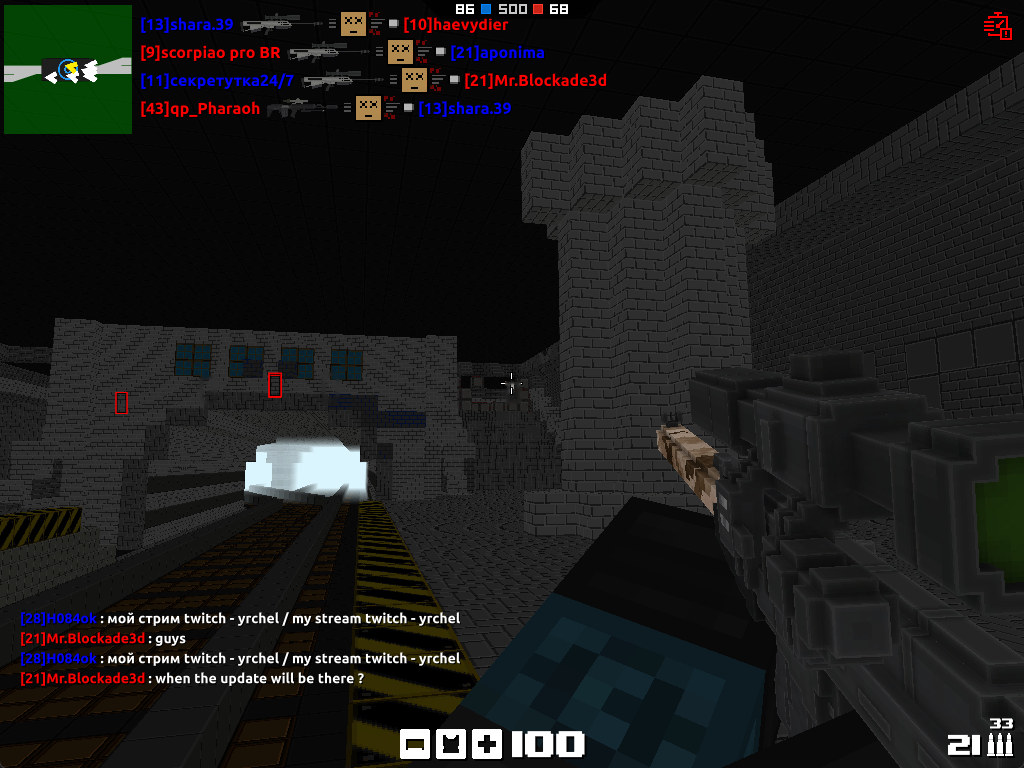 86 500 68
[13]shara.39 [10]haevydier
[9]scorpiao pro BR [21]aponima
[11]секретутка24/7 [21]Mr.Blockade3d
[43]qp_Pharaoh [13]shara.39
[28]H084ok : мой стрим twitch - yrchel / my stream twitch - yrchel
[21]Mr.Blockade3d : guys
[28]H084ok : мой стрим twitch - yrchel / my stream twitch - yrchel
[21]Mr.Blockade3d : when the update will be there ?
100
33
21